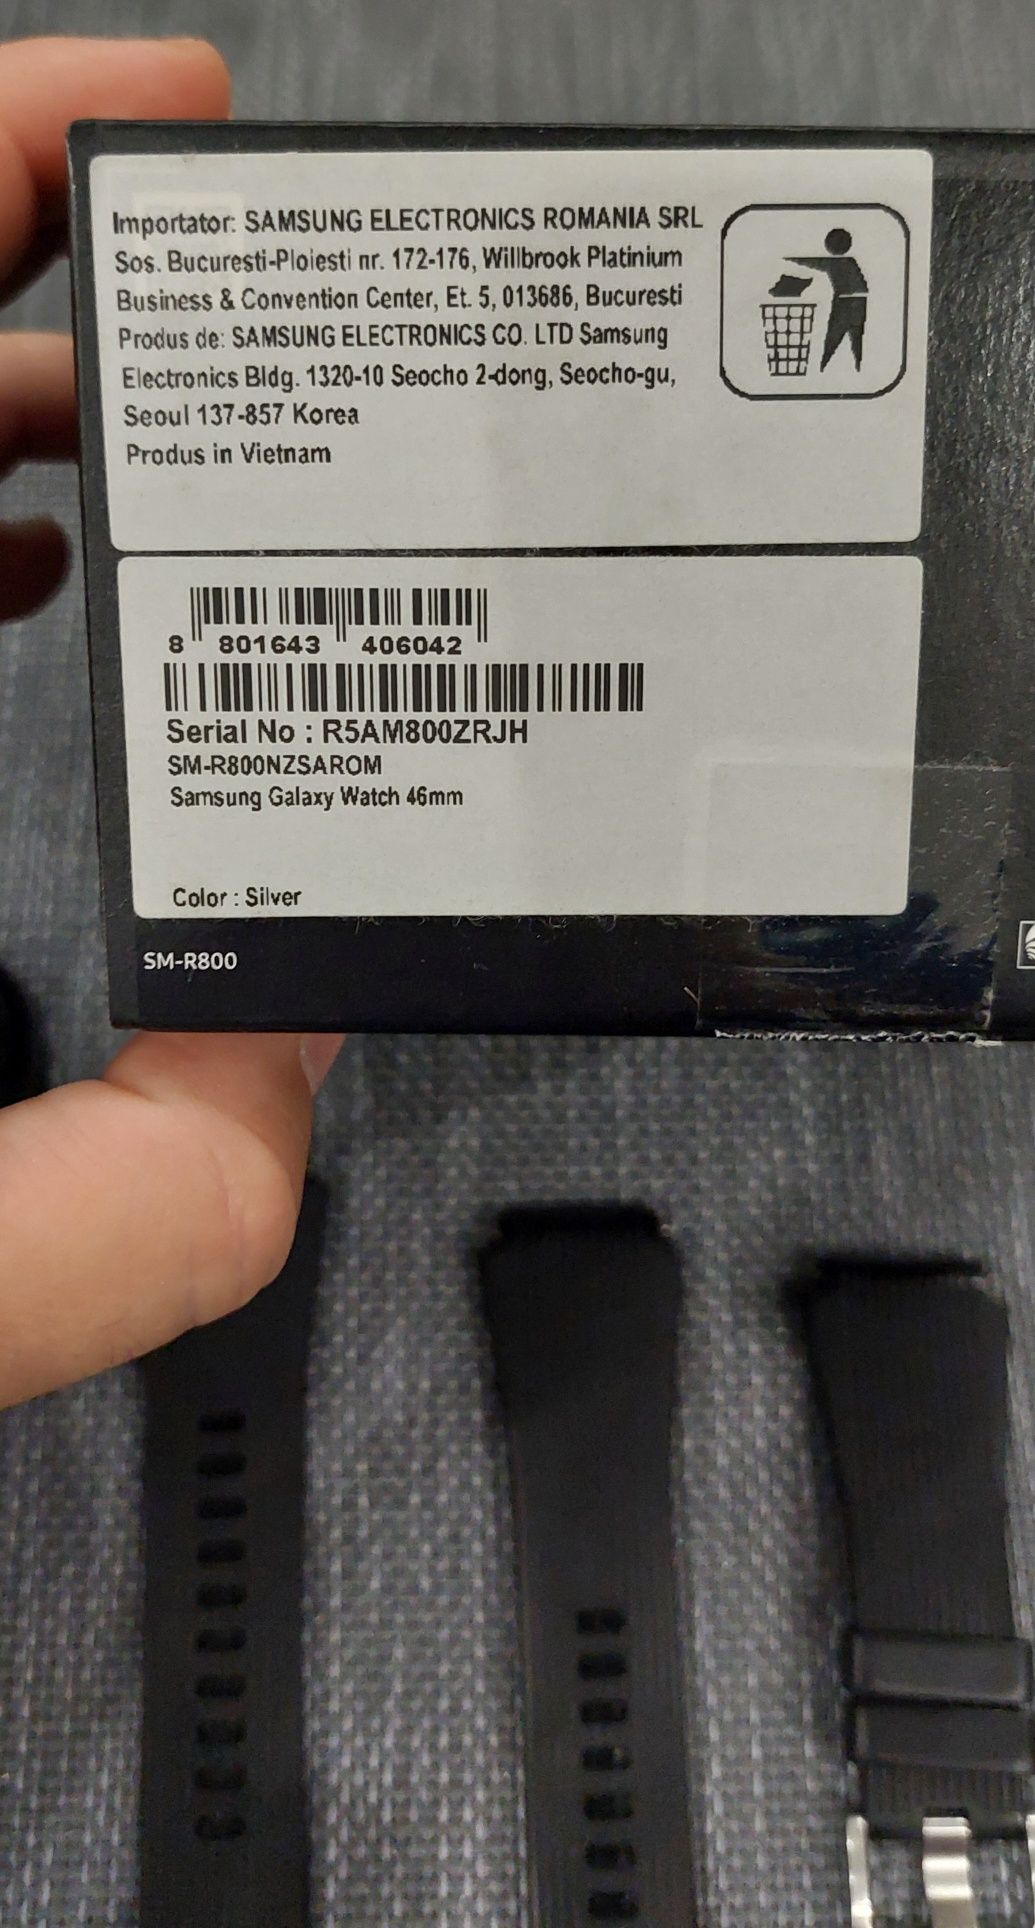 Importator: SAMSUNG ELECTRONICS ROMANIA SRL
Sos. Bucuresti-Ploiesti nr. 172-176, Willbrook Platinium
Business & Convention Center, Et. 5, 013686, Bucuresti
Produs de: SAMSUNG ELECTRONICS CO. LTD Samsung
Electronics Bldg. 1320-10 Seocho 2-dong, Seocho-gu,
Seoul 137-857 Korea
Produs in Vietnam
8 801643 406042
Serial No : R5AM800ZRJH
SM-R800NZSAROM
Samsung Galaxy Watch 46mm
Color : Silver
SM-R800